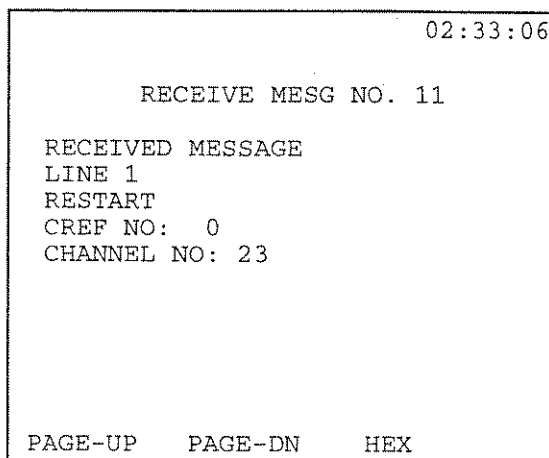 02:33:06
RECEIVE MESG NO. 11
RECEIVED MESSAGE
LINE 1
RESTART
CREF NO: 0
CHANNEL NO: 23
PAGE-UP PAGE-DN HEX